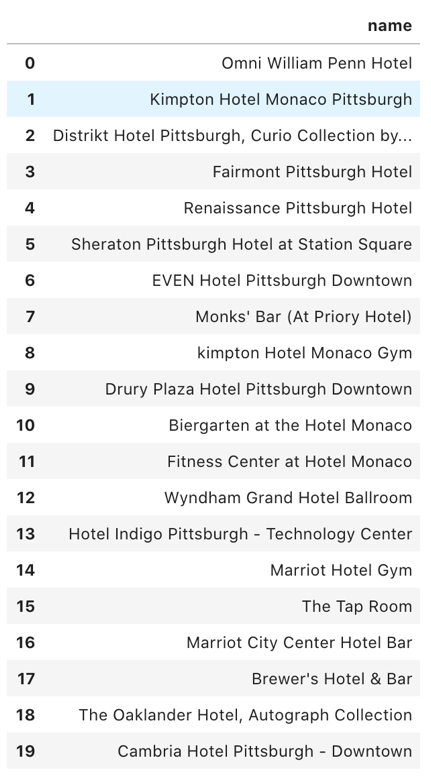 name
0 Omni William Penn Hotel
1 Kimpton Hotel Monaco Pittsburgh
2 Distrikt Hotel Pittsburgh, Curio Collection by...
3 Fairmont Pittsburgh Hotel
4 Renaissance Pittsburgh Hotel
5 Sheraton Pittsburgh Hotel at Station Square
6 EVEN Hotel Pittsburgh Downtown
7 Monks' Bar (At Priory Hotel)
8 kimpton Hotel Monaco Gym
9 Drury Plaza Hotel Pittsburgh Downtown
10 Biergarten at the Hotel Monaco
11 Fitness Center at Hotel Monaco
12 Wyndham Grand Hotel Ballroom
13 Hotel Indigo Pittsburgh - Technology Center
14 Marriot Hotel Gym
15 The Tap Room
16 Marriot City Center Hotel Bar
17 Brewer's Hotel & Bar
18 The Oaklander Hotel, Autograph Collection
19 Cambria Hotel Pittsburgh - Downtown